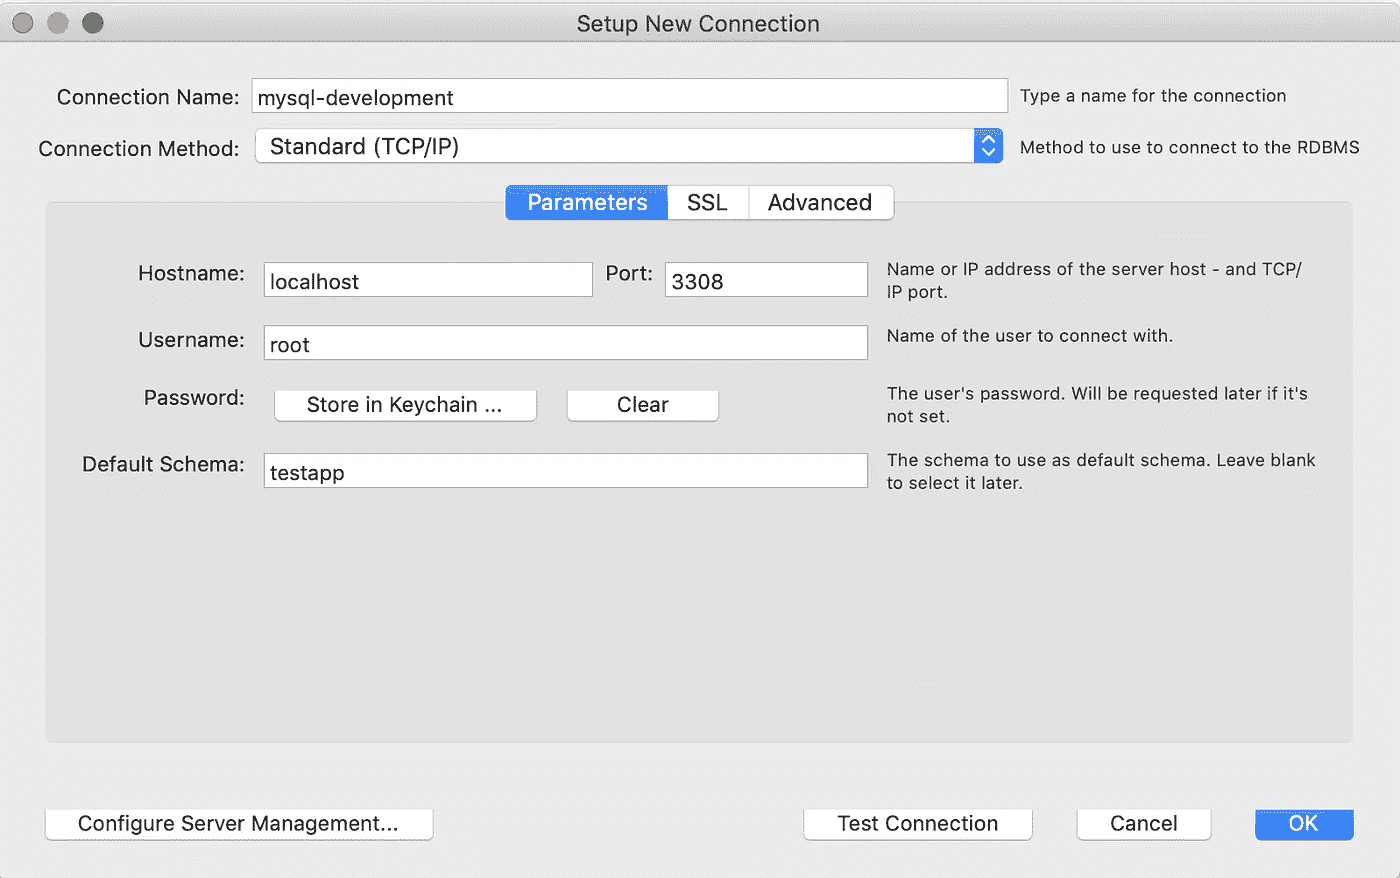 Setup New Connection
Connection Name: mysql-development Type a name for the connection
Connection Method: Standard (TCP/IP) Method to use to connect to the RDBMS
Parameters SSL Advanced
Hostname: localhost Port: 3308 Name or IP address of the server host - and TCP/
IP port.
Username: root Name of the user to connect with.
Password: Store in Keychain ... Clear The user's password. Will be requested later if it's
not set.
Default Schema: testapp The schema to use as default schema. Leave blank
to select it later.
Configure Server Management... Test Connection Cancel OK